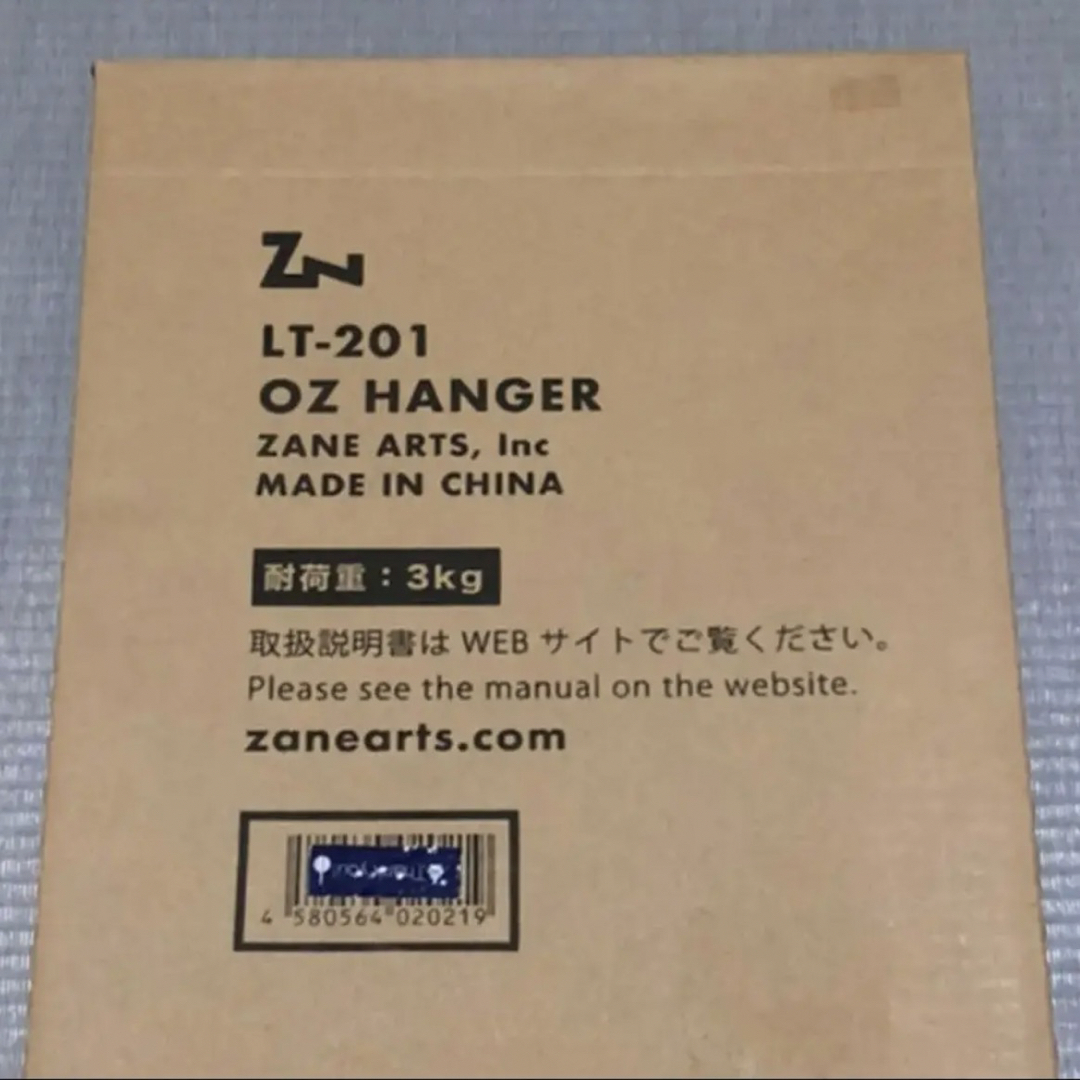 ZN
LT-201
OZ HANGER
ZANE ARTS, Inc
MADE IN CHINA
耐荷重：3kg
取扱説明書は WEB サイトでご覧ください。
Please see the manual on the website.
zanearts.com
Thank you!
4 580564 020219